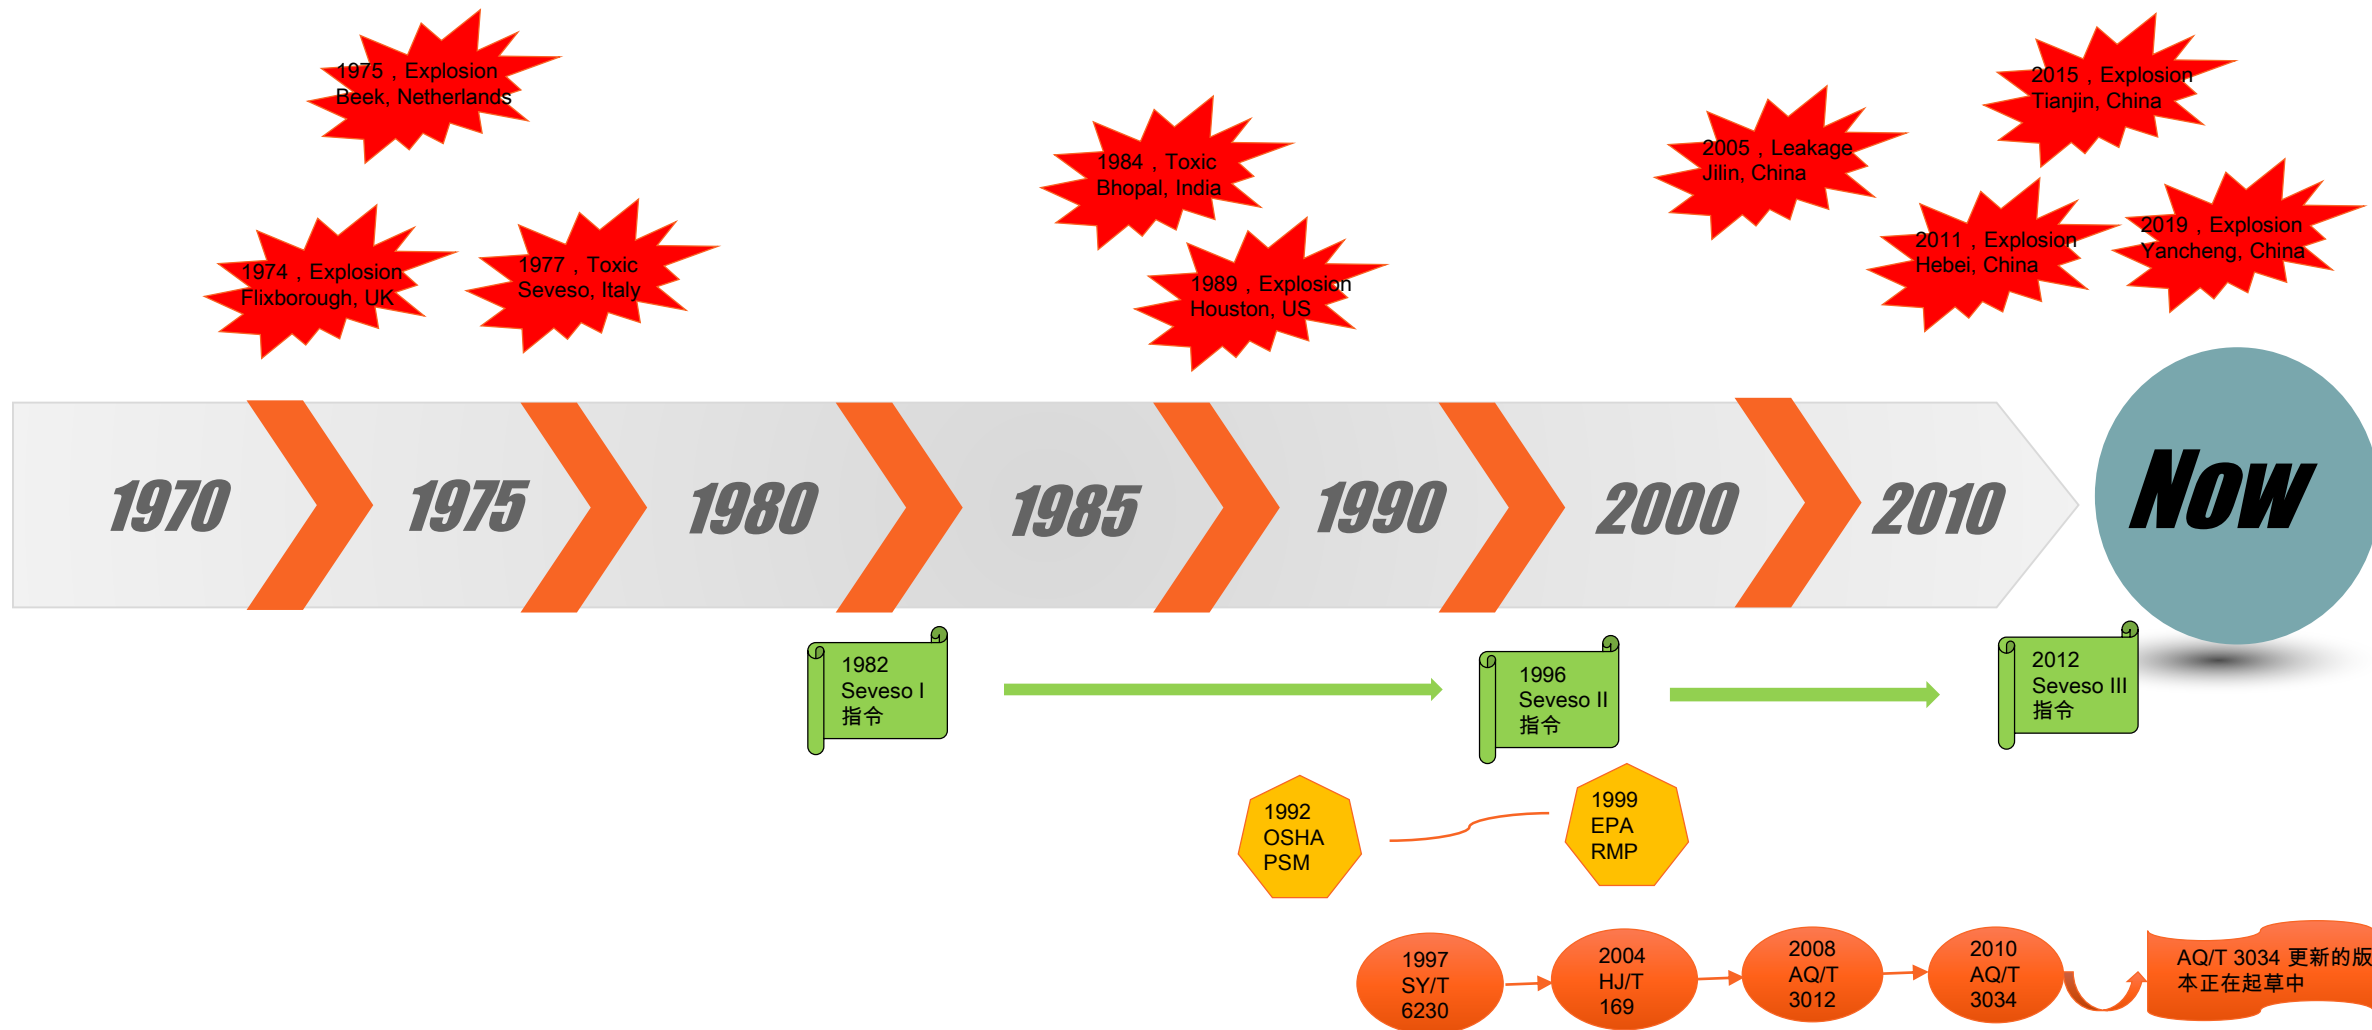 1975，Explosion
Beek, Netherlands
2015，Explosion
Tianjin, China
1984，Toxic
Bhopal, India
2005，Leakage
Jilin, China
1974，Explosion
Flixborough, UK
1977，Toxic
Seveso, Italy
1989，Explosion
Houston, US
2011，Explosion
Hebei, China
2019，Explosion
Yancheng, China
1970
1975
1980
1985
1990
2000
2010
Now
1982
Seveso I
指令
1996
Seveso II
指令
2012
Seveso III
指令
1992
OSHA
PSM
1999
EPA
RMP
1997
SY/T
6230
2004
HJ/T
169
2008
AQ/T
3012
2010
AQ/T
3034
AQ/T 3034 更新的版
本正在起草中